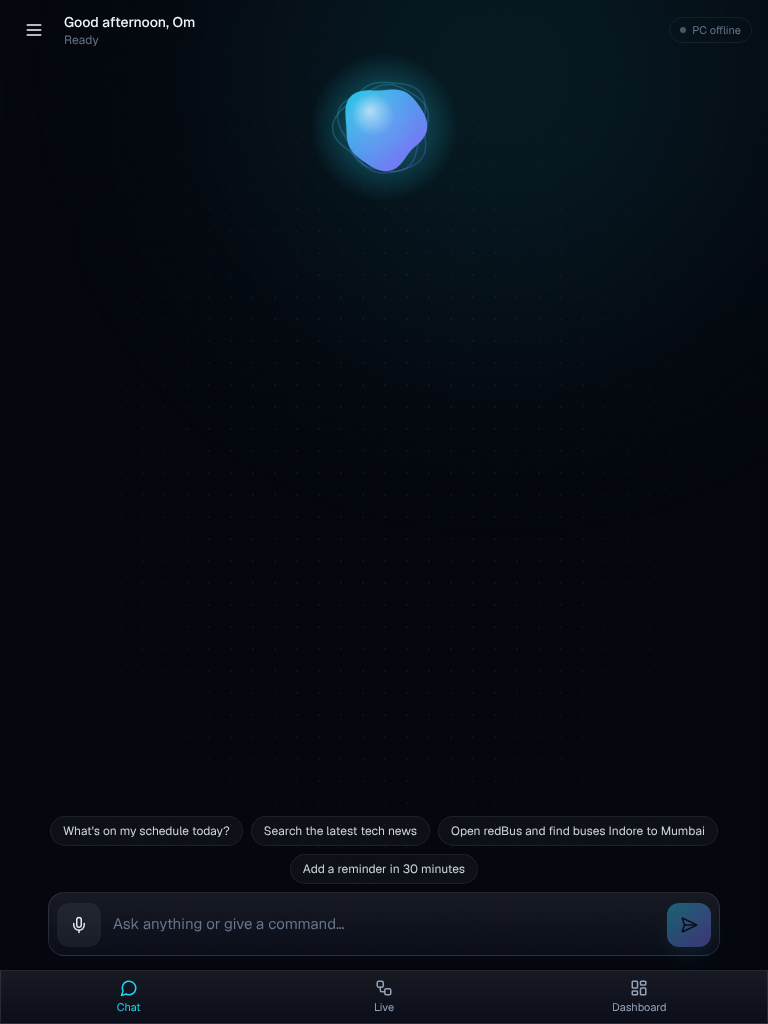 Good afternoon, Om
Ready
PC offline
What's on my schedule today?
Search the latest tech news
Open redBus and find buses Indore to Mumbai
Add a reminder in 30 minutes
Ask anything or give a command...
Chat
Live
Dashboard